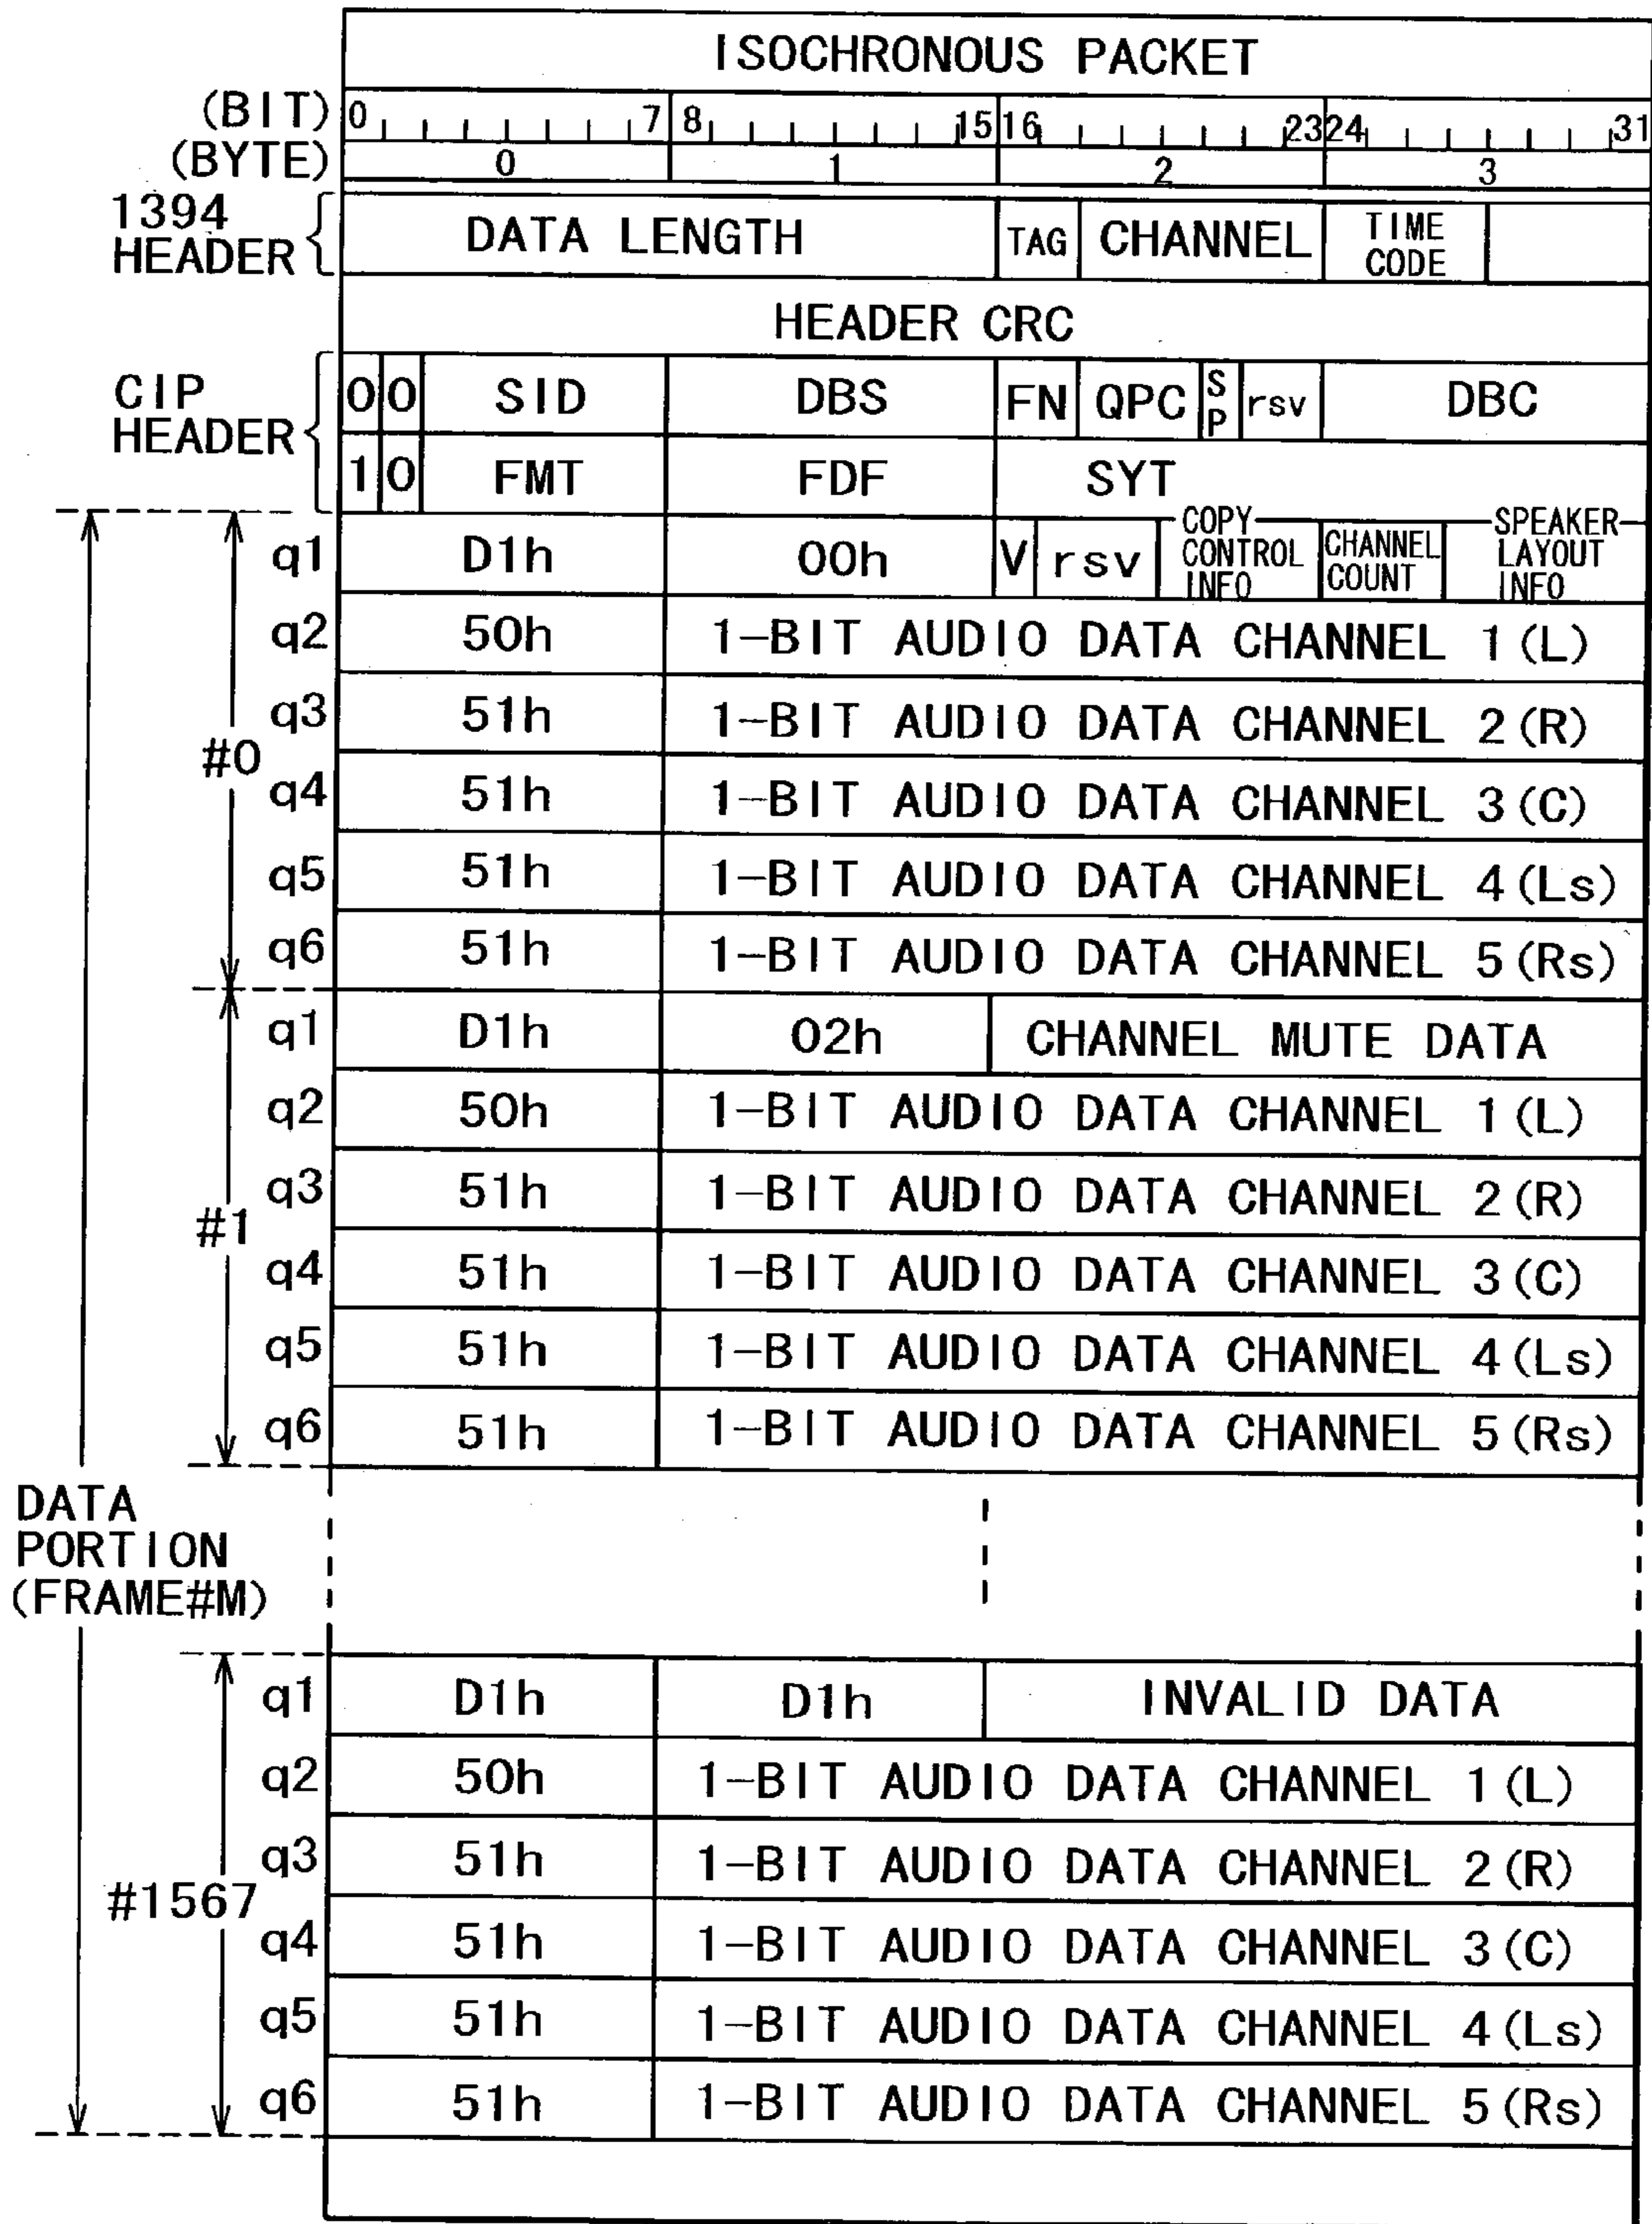 ISOCHRONOUS PACKET
(BIT) 0 7 8 15 16 23 24 31
(BYTE) 0 1 2 3
1394 HEADER DATA LENGTH TAG CHANNEL TIME CODE
HEADER CRC
CIP HEADER 0 0 SID DBS FN QPC SP rsv DBC
1 0 FMT FDF SYT
q1 D1h 00h V rsv COPY CONTROL INFO CHANNEL COUNT SPEAKER LAYOUT INFO
q2 50h 1-BIT AUDIO DATA CHANNEL 1(L)
q3 51h 1-BIT AUDIO DATA CHANNEL 2(R)
#0
q4 51h 1-BIT AUDIO DATA CHANNEL 3(C)
q5 51h 1-BIT AUDIO DATA CHANNEL 4(Ls)
q6 51h 1-BIT AUDIO DATA CHANNEL 5(Rs)
q1 D1h 02h CHANNEL MUTE DATA
q2 50h 1-BIT AUDIO DATA CHANNEL 1(L)
q3 51h 1-BIT AUDIO DATA CHANNEL 2(R)
#1
q4 51h 1-BIT AUDIO DATA CHANNEL 3(C)
q5 51h 1-BIT AUDIO DATA CHANNEL 4(Ls)
q6 51h 1-BIT AUDIO DATA CHANNEL 5(Rs)
DATA
PORTION
(FRAME#M)
q1 D1h D1h INVALID DATA
q2 50h 1-BIT AUDIO DATA CHANNEL 1(L)
q3 51h 1-BIT AUDIO DATA CHANNEL 2(R)
#1567
q4 51h 1-BIT AUDIO DATA CHANNEL 3(C)
q5 51h 1-BIT AUDIO DATA CHANNEL 4(Ls)
q6 51h 1-BIT AUDIO DATA CHANNEL 5(Rs)